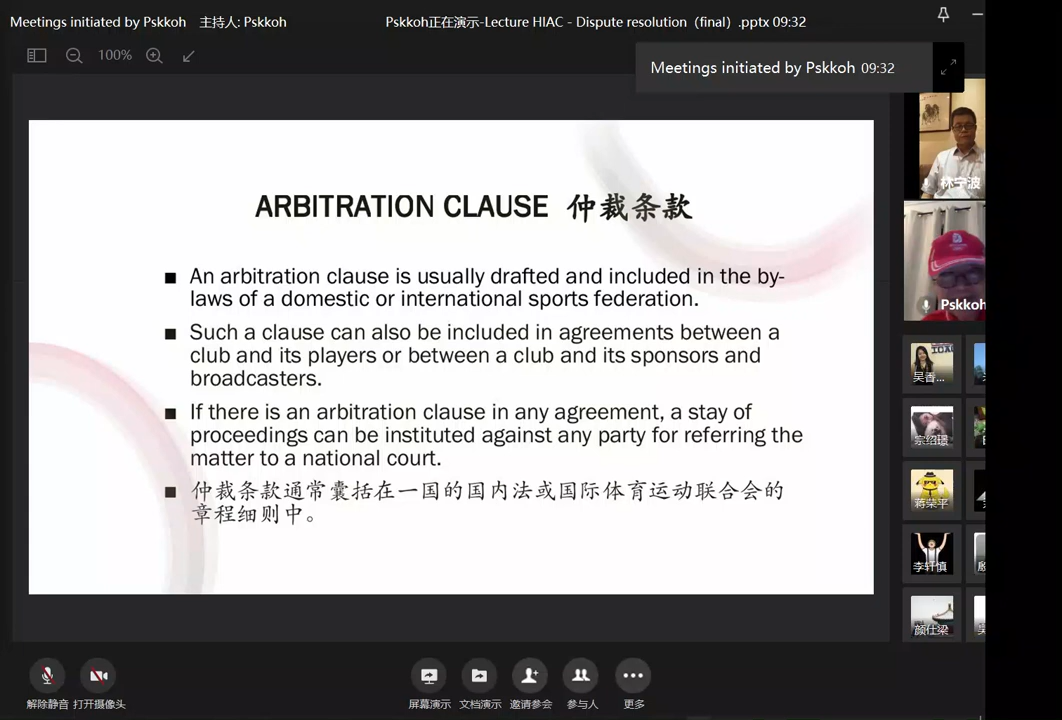 Meetings initiated by Pskkoh 主持人: Pskkoh
Pskkoh正在演示-Lecture HIAC - Dispute resolution（final）.pptx 09:32
100%
Meetings initiated by Pskkoh 09:32
ARBITRATION CLAUSE 仲裁条款
■ An arbitration clause is usually drafted and included in the by-
laws of a domestic or international sports federation.
■ Such a clause can also be included in agreements between a
club and its players or between a club and its sponsors and
broadcasters.
■ If there is an arbitration clause in any agreement, a stay of
proceedings can be instituted against any party for referring the
matter to a national court.
■ 仲裁条款通常囊括在一国的国内法或国际体育运动联合会的
章程细则中。
林宁波
Pskkoh
吴香...
宗绍璟
蒋荣平
李轩慎
颜仕梁
解除静音 打开摄像头 屏幕演示 文档演示 邀请参会 参与人 更多